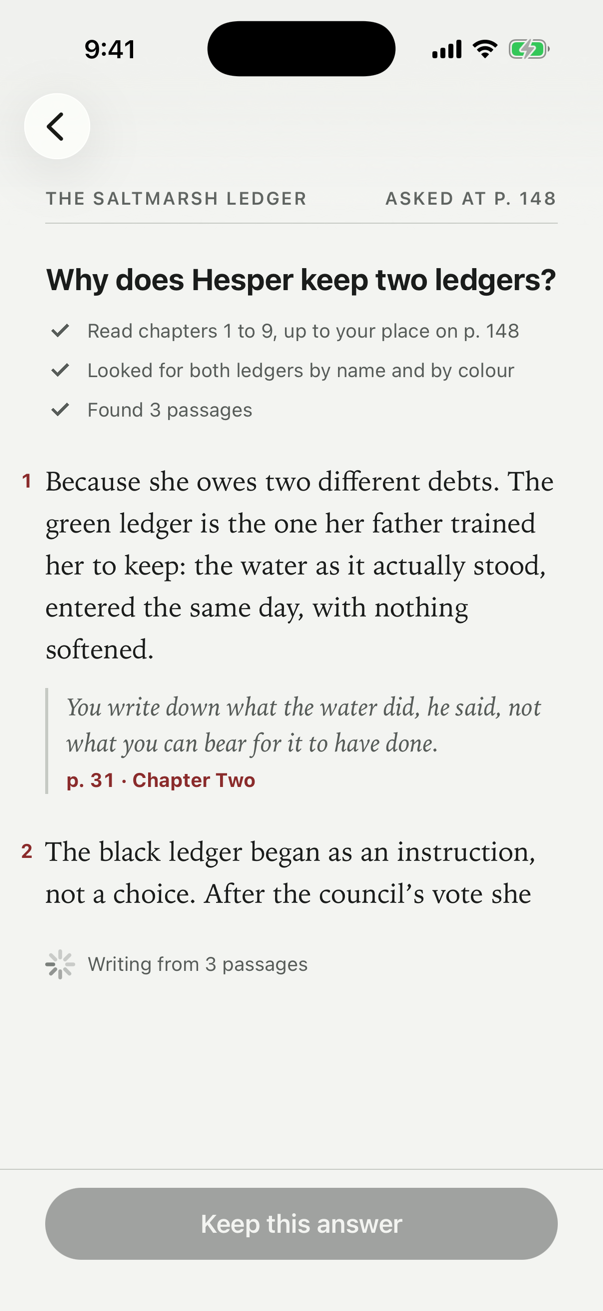 9:41
THE SALTMARSH LEDGER ASKED AT P. 148
Why does Hesper keep two ledgers?
Read chapters 1 to 9, up to your place on p. 148
Looked for both ledgers by name and by colour
Found 3 passages
1 Because she owes two different debts. The
green ledger is the one her father trained
her to keep: the water as it actually stood,
entered the same day, with nothing
softened.
You write down what the water did, he said, not
what you can bear for it to have done.
p. 31 · Chapter Two
2 The black ledger began as an instruction,
not a choice. After the council’s vote she
Writing from 3 passages
Keep this answer